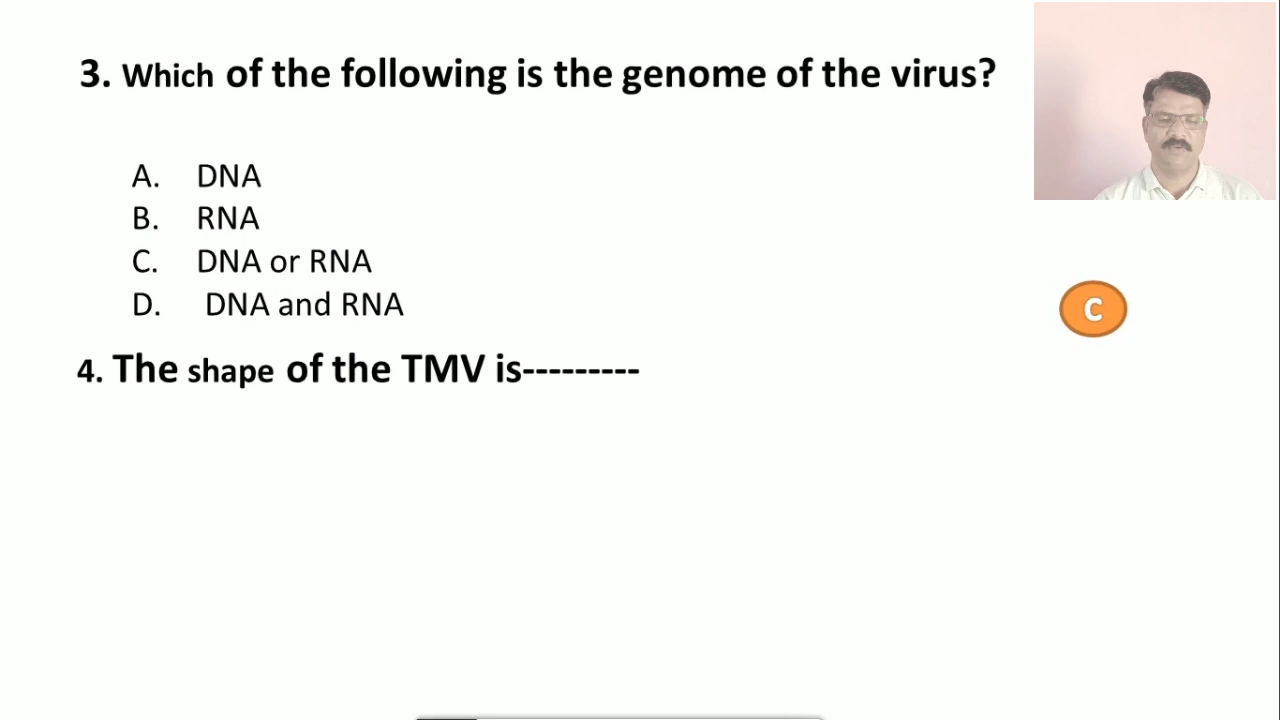 3. Which of the following is the genome of the virus?
A. DNA
B. RNA
C. DNA or RNA
D. DNA and RNA
C
4. The shape of the TMV is---------